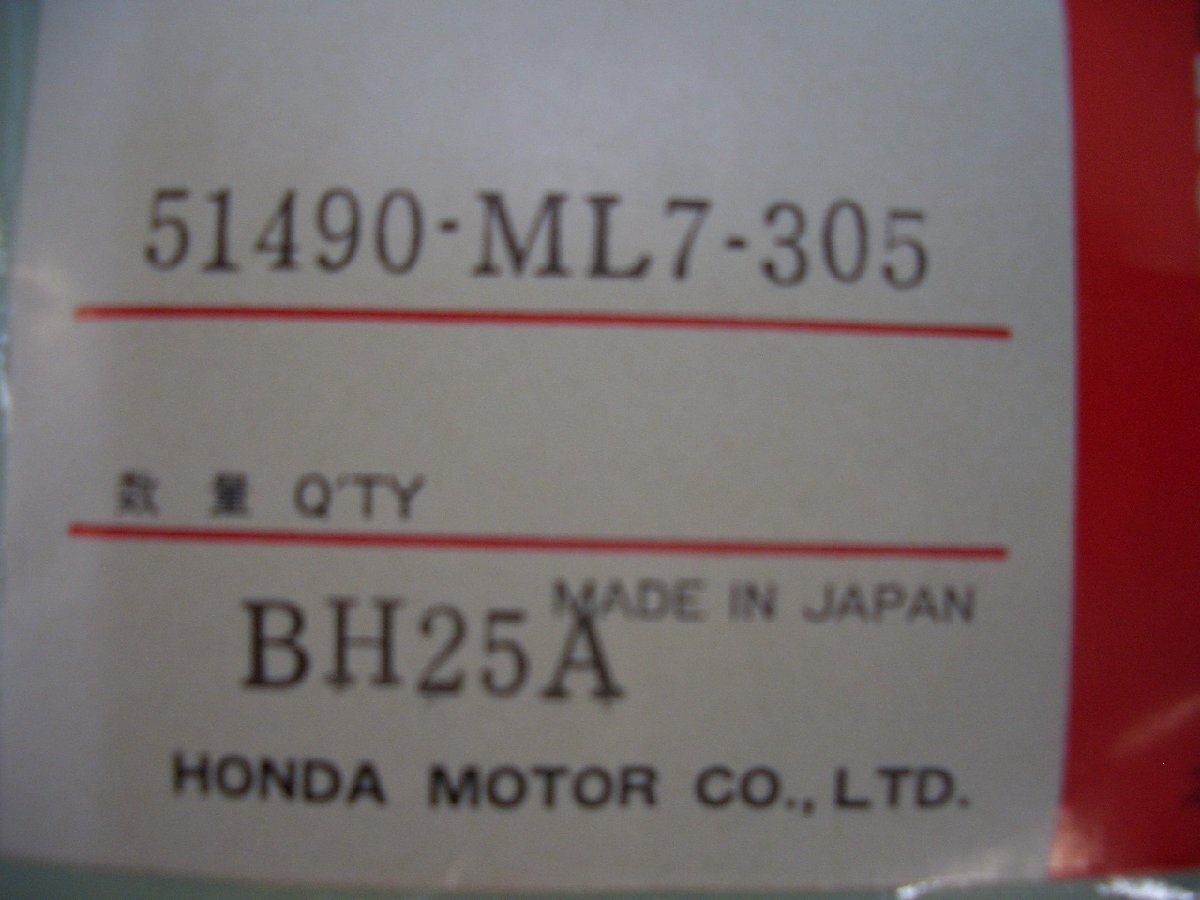 51490-ML7-305
数 量 Q'TY
MADE IN JAPAN
BH25A
HONDA MOTOR CO., LTD.